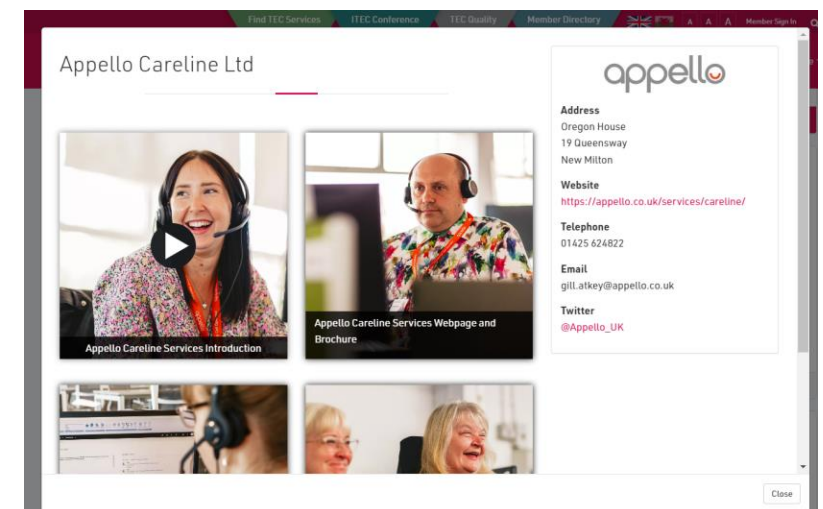 Find TEC Services
ITEC Conference
TEC Quality
Member Directory
A A A
Member Sign In
Appello Careline Ltd
appello
Address
Oregon House
19 Queensway
New Milton
Website
https://appello.co.uk/services/careline/
Telephone
01425 624822
Email
gill.atkey@appello.co.uk
Twitter
@Appello_UK
Appello Careline Services Introduction
Appello Careline Services Webpage and
Brochure
Close